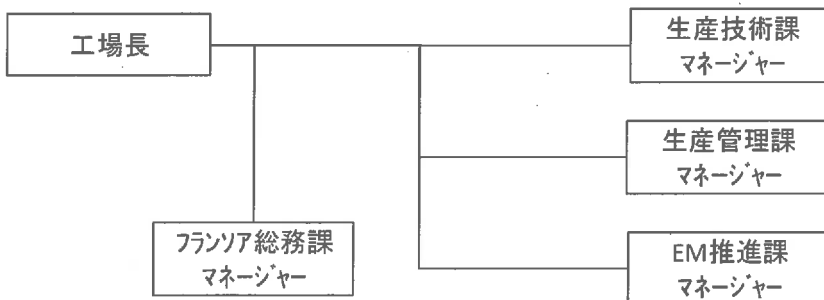 工場長
生産技術課
マネージャー
生産管理課
マネージャー
フランソア総務課
マネージャー
EM推進課
マネージャー